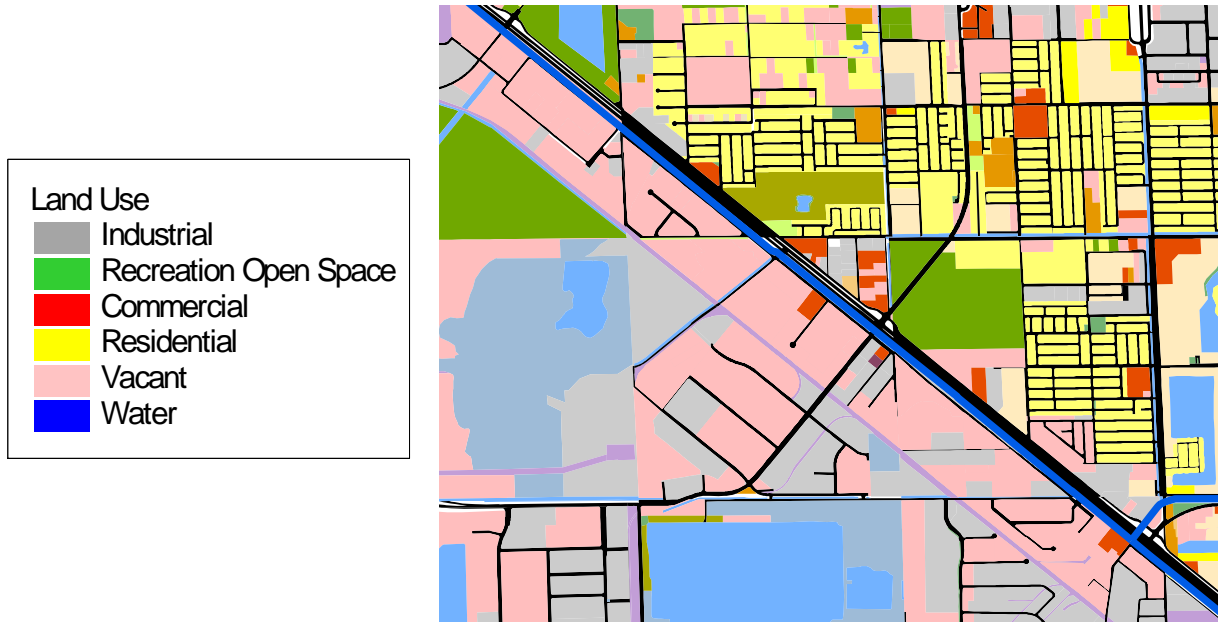 Land Use
Industrial
Recreation Open Space
Commercial
Residential
Vacant
Water